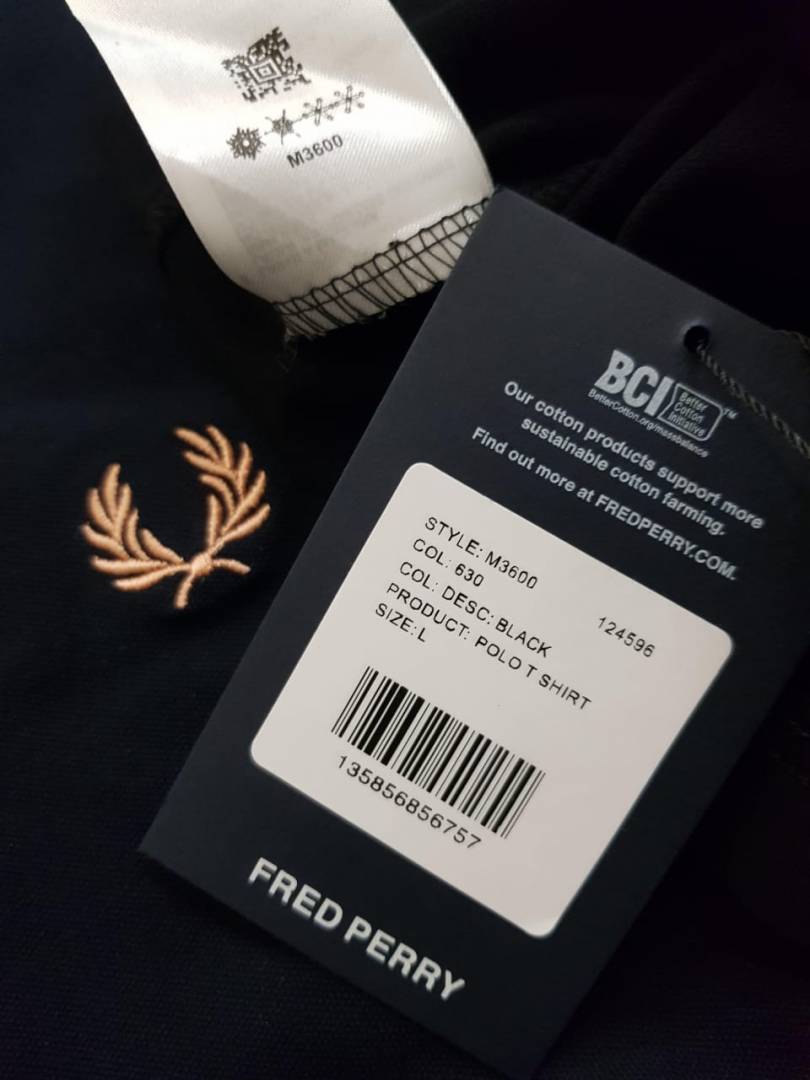 M3600
BCI
Better
Cotton
Initiative
TM
BetterCotton.org/massbalance
Our cotton products support more
sustainable cotton farming.
Find out more at FREDPERRY.COM.
STYLE: M3600
124596
COL: 630
COL: DESC: BLACK
PRODUCT: POLO T SHIRT
SIZE: L
135856856757
FRED PERRY